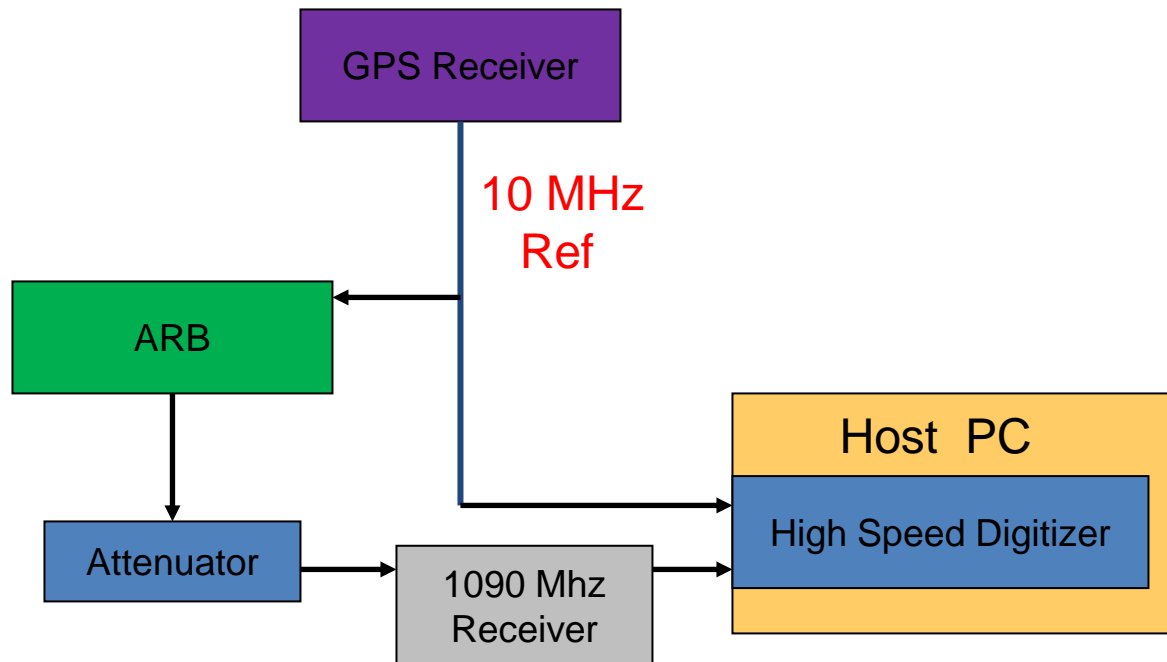 GPS Receiver
10 MHz
Ref
ARB
Host PC
High Speed Digitizer
Attenuator
1090 Mhz
Receiver